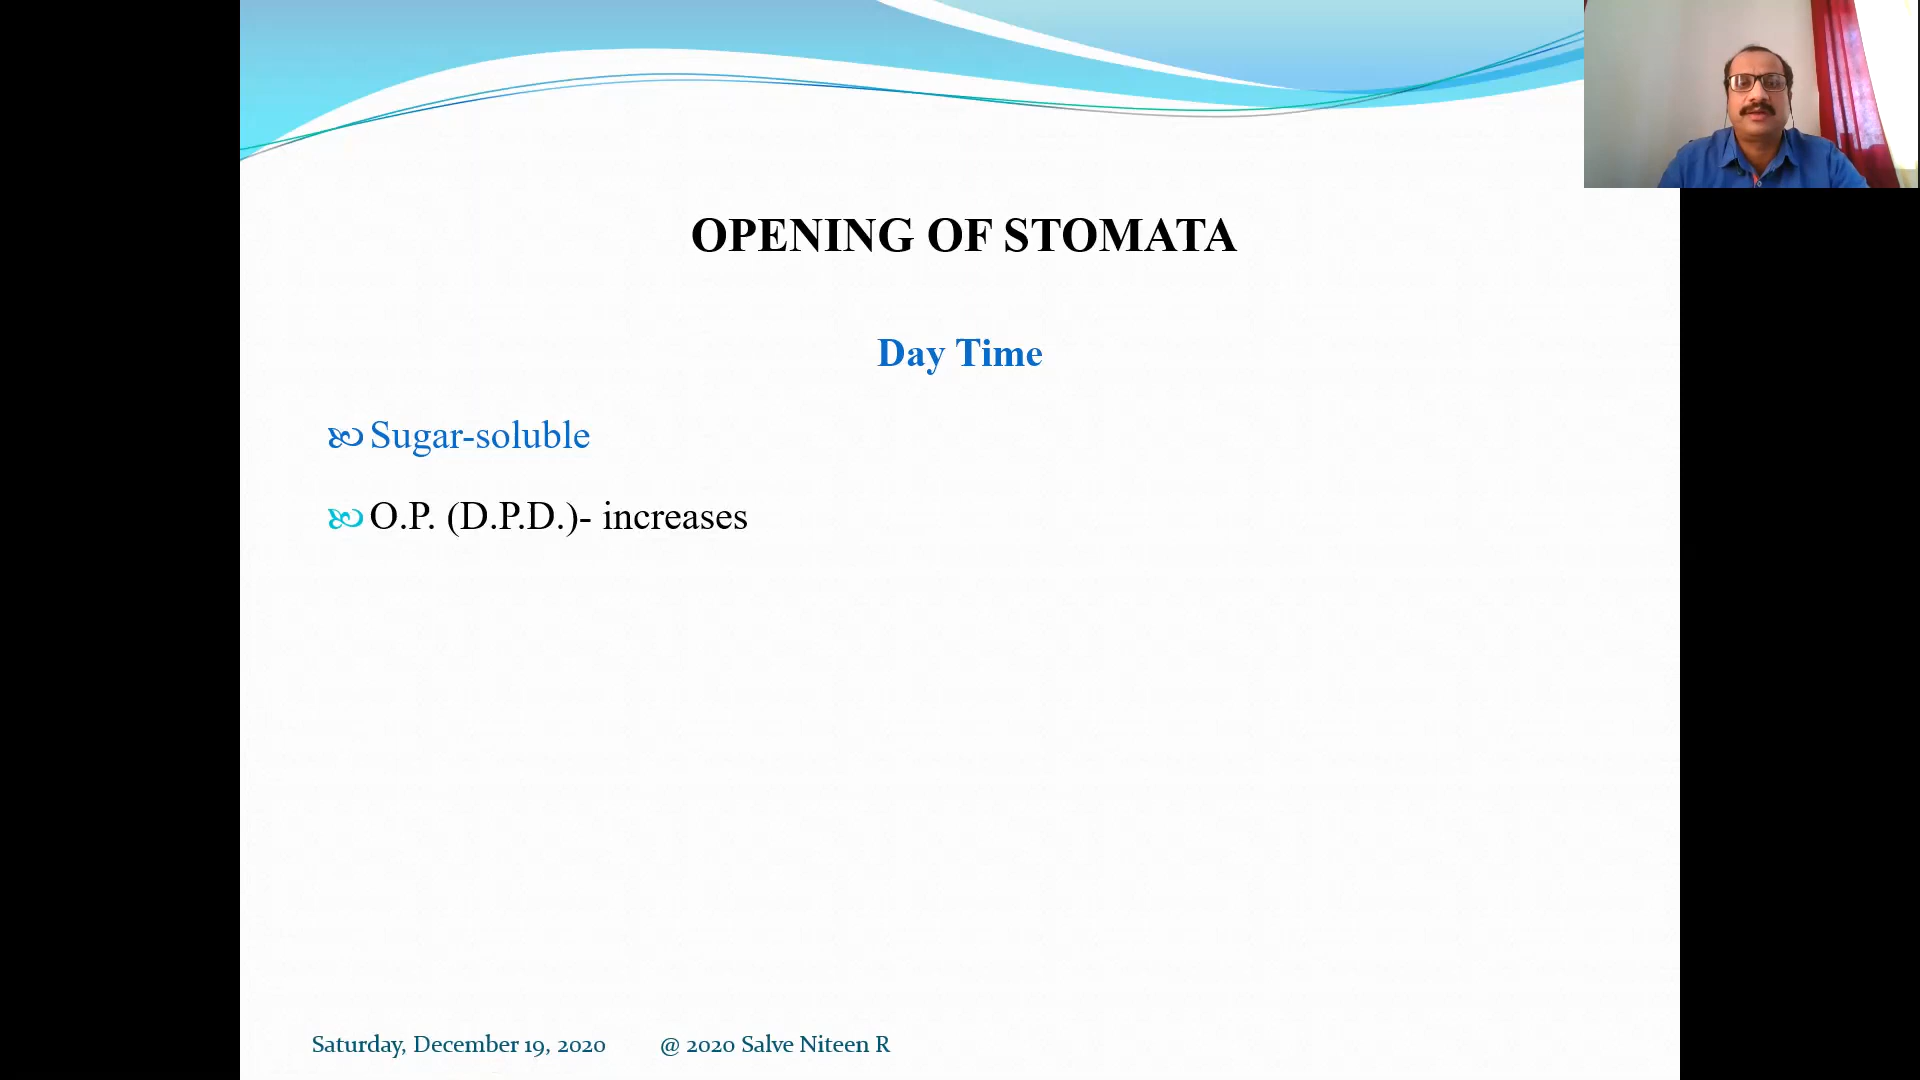 OPENING OF STOMATA
Day Time
Sugar-soluble
O.P. (D.P.D.)- increases
Saturday, December 19, 2020 @ 2020 Salve Niteen R